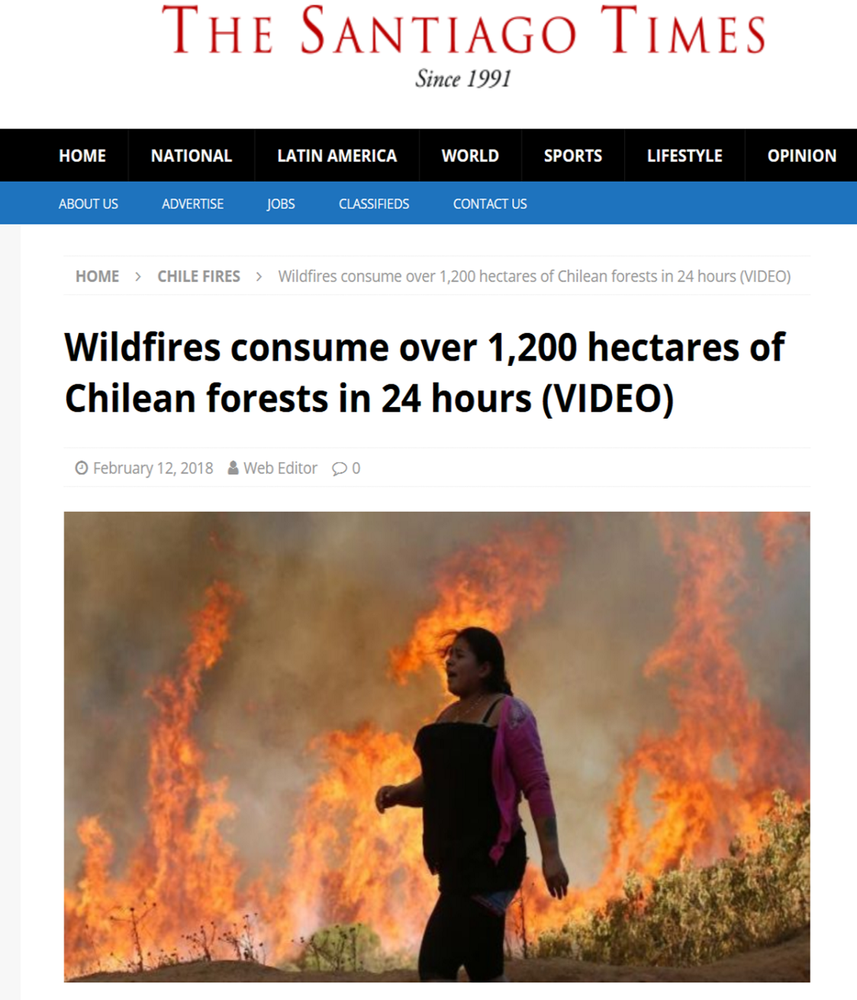 THE SANTIAGO TIMES
Since 1991
HOME NATIONAL LATIN AMERICA WORLD SPORTS LIFESTYLE OPINION
ABOUT US ADVERTISE JOBS CLASSIFIEDS CONTACT US
HOME > CHILE FIRES > Wildfires consume over 1,200 hectares of Chilean forests in 24 hours (VIDEO)
Wildfires consume over 1,200 hectares of
Chilean forests in 24 hours (VIDEO)
February 12, 2018 Web Editor 0